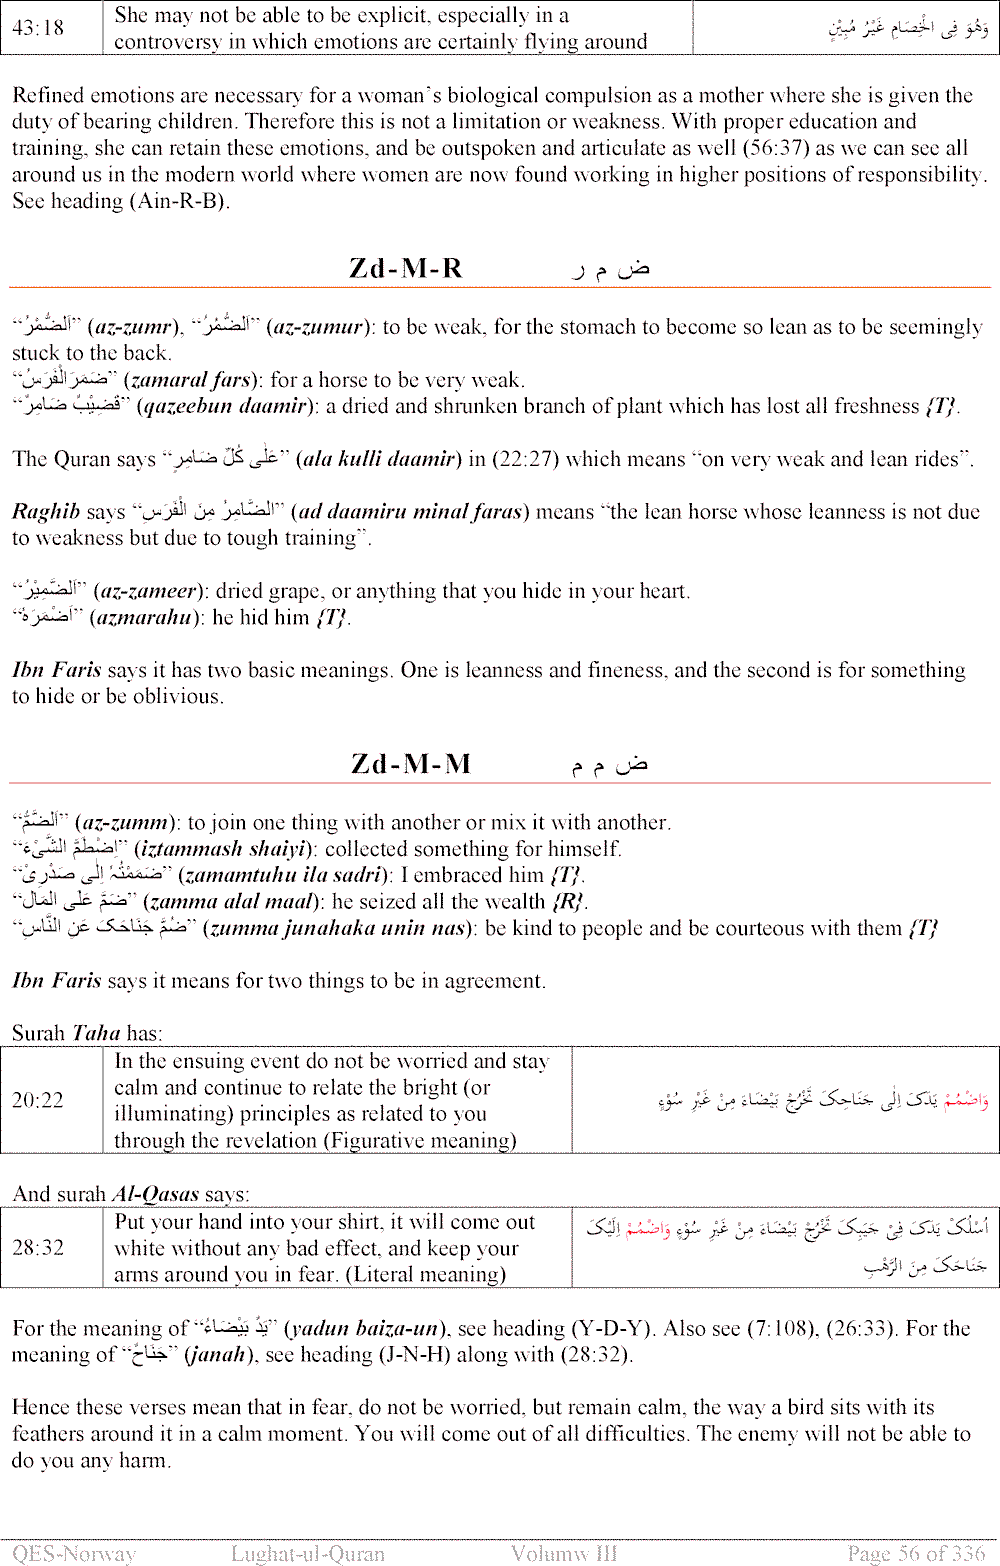 43:18 She may not be able to be explicit, especially in a وَهُوَ فِی الْخِصَامِ غَیْرُ مُبِیْنٍ
controversy in which emotions are certainly flying around
Refined emotions are necessary for a woman's biological compulsion as a mother where she is given the
duty of bearing children. Therefore this is not a limitation or weakness. With proper education and
training, she can retain these emotions, and be outspoken and articulate as well (56:37) as we can see all
around us in the modern world where women are now found working in higher positions of responsibility.
See heading (Ain-R-B).
Zd-M-R ض م ر
“اَلضُّمْرُ” (az-zumr), “اَلضُّمُرُ” (az-zumur): to be weak, for the stomach to become so lean as to be seemingly
stuck to the back.
“ضَمَرَالْفَرَسُ” (zamaral fars): for a horse to be very weak.
“قَضِیْبٌ ضَامِرٌ” (qazeebun daamir): a dried and shrunken branch of plant which has lost all freshness {T}.
The Quran says “عَلٰی کُلِّ ضَامِرٍ” (ala kulli daamir) in (22:27) which means “on very weak and lean rides”.
Raghib says “الضَّامِرُ مِنَ الْفَرَسِ” (ad daamiru minal faras) means “the lean horse whose leanness is not due
to weakness but due to tough training”.
“اَلضَّمِیْرُ” (az-zameer): dried grape, or anything that you hide in your heart.
“اَضْمَرَہٗ” (azmarahu): he hid him {T}.
Ibn Faris says it has two basic meanings. One is leanness and fineness, and the second is for something
to hide or be oblivious.
Zd-M-M ض م م
“اَلضَّمُّ” (az-zumm): to join one thing with another or mix it with another.
“اِضْطَمَّ الشَّیْءَ” (iztammash shaiyi): collected something for himself.
“ضَمَمْتُہٗ اِلٰی صَدْرِیْ” (zamamtuhu ila sadri): I embraced him {T}.
“ضَمَّ عَلَی المَالِ” (zamma alal maal): he seized all the wealth {R}.
“ضُمَّ جَنَاحَکَ عَنِ النَّاسِ” (zumma junahaka unin nas): be kind to people and be courteous with them {T}
Ibn Faris says it means for two things to be in agreement.
Surah Taha has:
In the ensuing event do not be worried and stay
calm and continue to relate the bright (or
20:22 illuminating) principles as related to you وَاضْمُمْ یَدَکَ اِلٰی جَنَاحِکَ تَخْرُجْ بَیْضَاءَ مِنْ غَیْرِ سُوْءٍ
through the revelation (Figurative meaning)
And surah Al-Qasas says:
Put your hand into your shirt, it will come out اُسْلُکْ یَدَکَ فِیْ جَیْبِکَ تَخْرُجْ بَیْضَاءَ مِنْ غَیْرِ سُوْءٍ وَاضْمُمْ اِلَیْکَ
28:32 white without any bad effect, and keep your
arms around you in fear. (Literal meaning) جَنَاحَکَ مِنَ الرَّهْبِ
For the meaning of “یَدٌ بَیْضَاءُ” (yadun baiza-un), see heading (Y-D-Y). Also see (7:108), (26:33). For the
meaning of “جَنَاحٌ” (janah), see heading (J-N-H) along with (28:32).
Hence these verses mean that in fear, do not be worried, but remain calm, the way a bird sits with its
feathers around it in a calm moment. You will come out of all difficulties. The enemy will not be able to
do you any harm.
QES-Norway Lughat-ul-Quran Volumw III Page 56 of 336